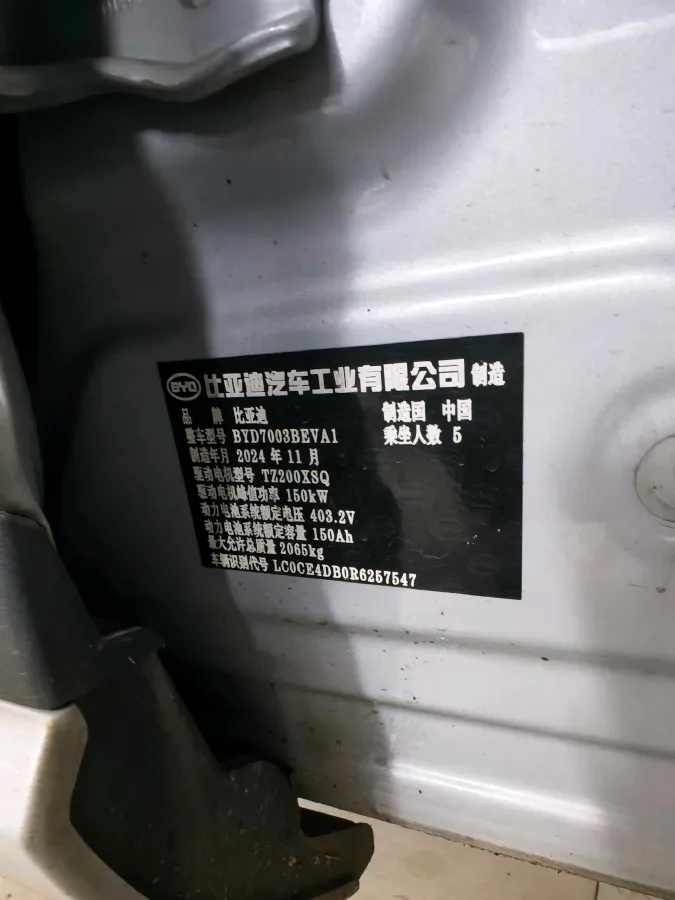 BYD 比亚迪汽车工业有限公司 制造
品 牌 比亚迪 制造国 中国
整车型号 BYD7003BEVA1 乘坐人数 5
制造年月 2024 年 11 月
驱动电机型号 TZ200XSQ
驱动电机峰值功率 150kW
动力电池系统额定电压 403.2V
动力电池系统额定容量 150Ah
最大允许总质量 2065kg
车辆识别代号 LC0CE4DB0R6257547